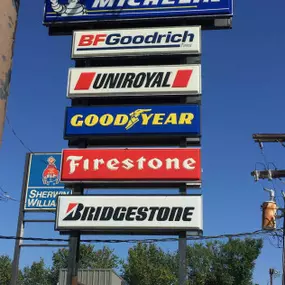 MICHELIN
BFGoodrich
UNIROYAL
GOODYEAR
Firestone
BRIDGESTONE
SHERWIN
WILLIA